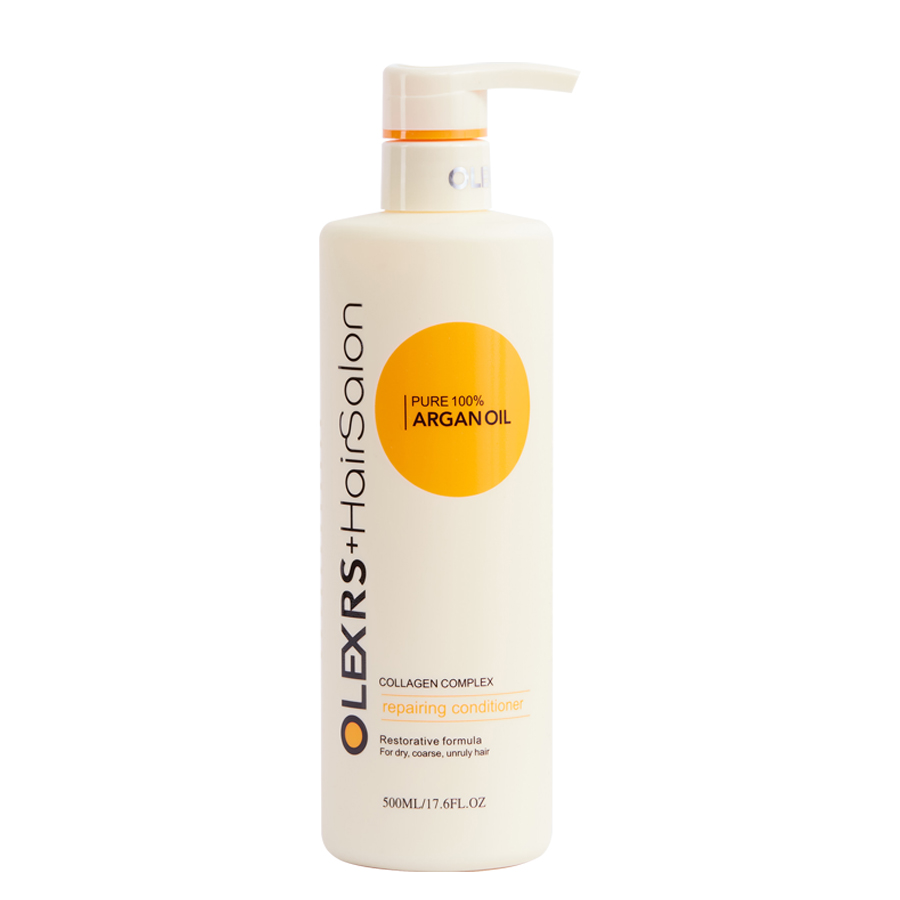 PURE 100%
ARGAN OIL
OLEXRS+HairSalon
COLLAGEN COMPLEX
repairing conditioner
Restorative formula
For dry, coarse, unruly hair
500ML/17.6FL.OZ